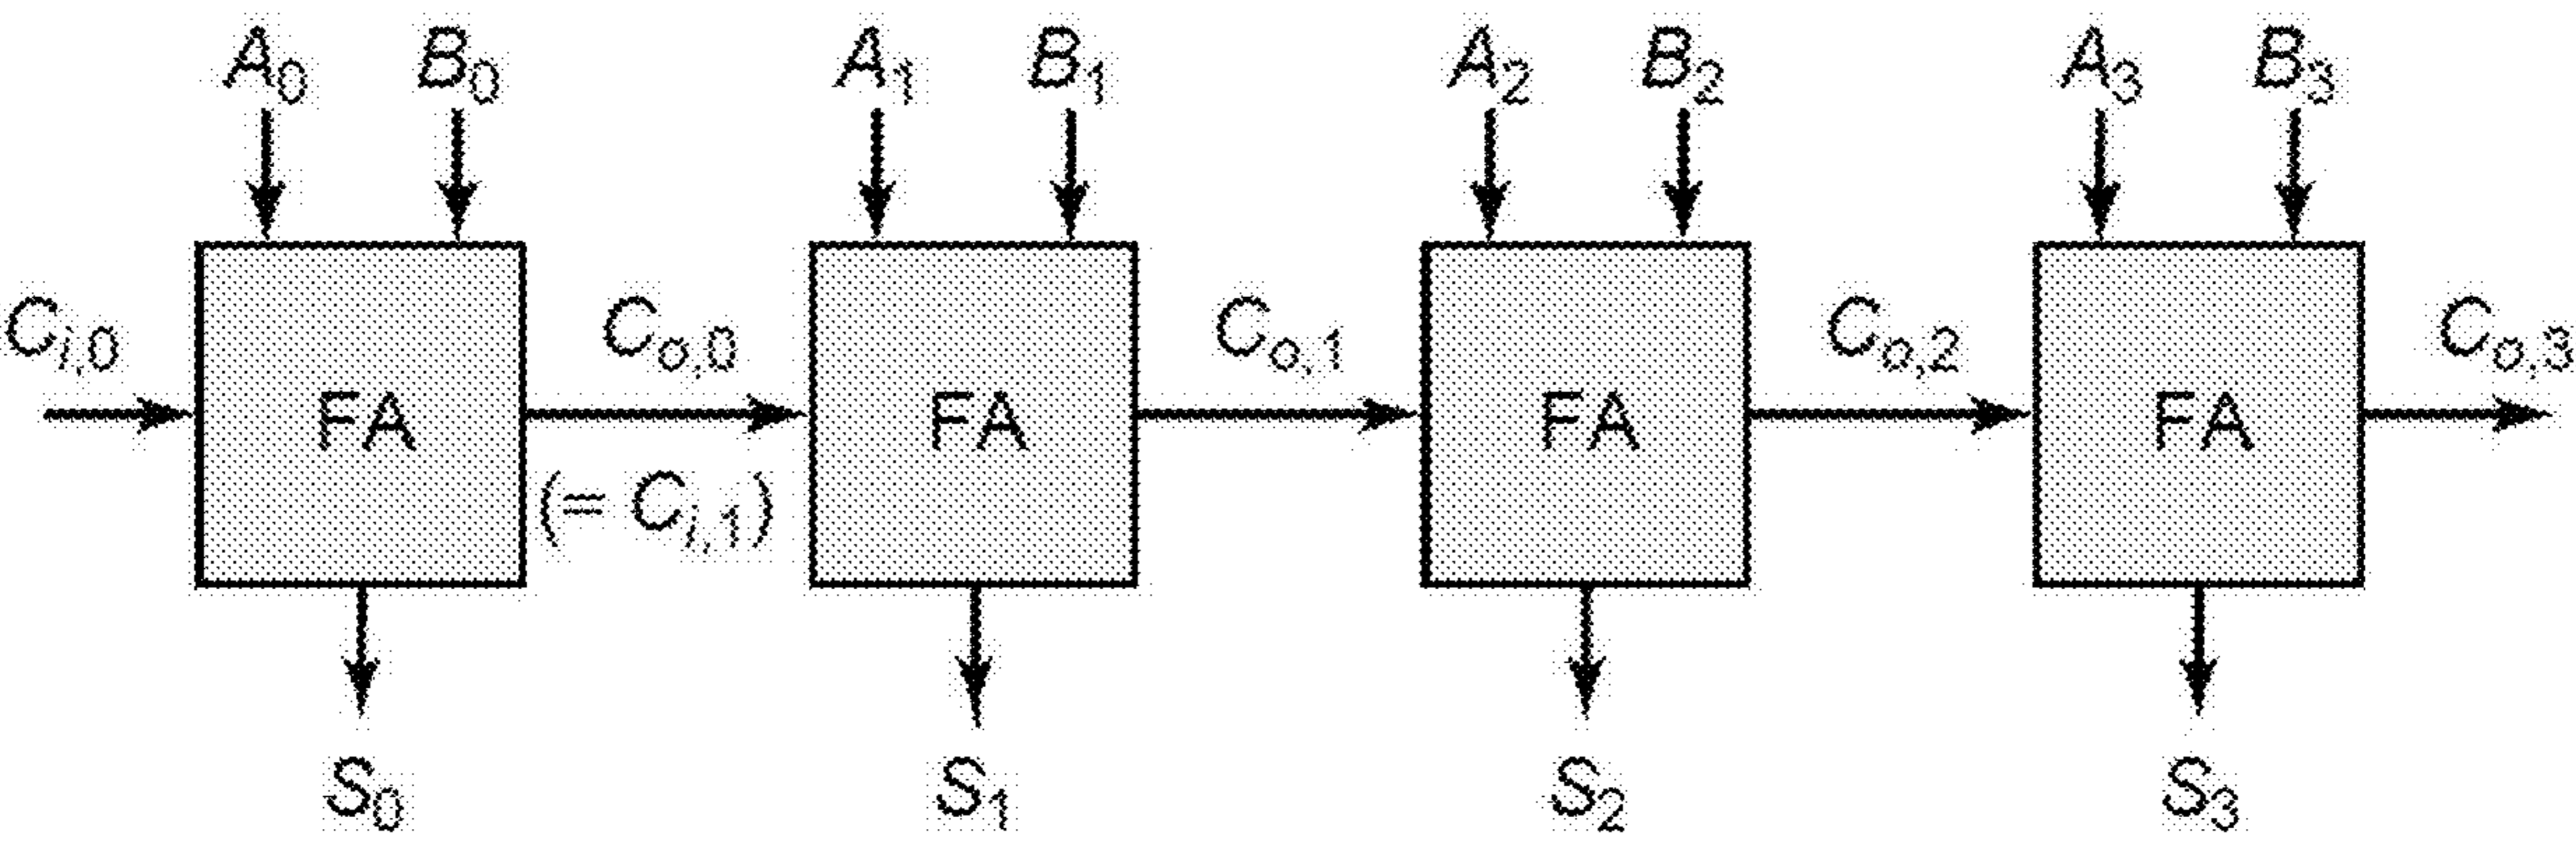 A0 B0 A1 B1 A2 B2 A3 B3
Ci,0 Co,0 Co,1 Co,2 Co,3
FA FA FA FA
(= Ci,1)
S0 S1 S2 S3